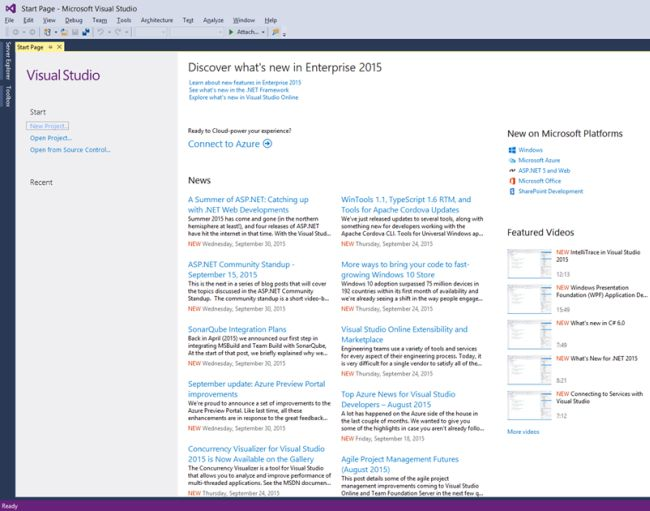 Start Page - Microsoft Visual Studio
File Edit View Debug Team Tools Architecture Test Analyze Window Help
Attach...
Server Explorer
Toolbox
Start Page
Visual Studio
Start
New Project...
Open Project...
Open from Source Control...
Recent
Discover what's new in Enterprise 2015
Learn about new features in Enterprise 2015
See what's new in the .NET Framework
Explore what's new in Visual Studio Online
Ready to Cloud-power your experience?
Connect to Azure
News
A Summer of ASP.NET: Catching up
with .NET Web Developments
Summer 2015 has come and gone (in the northern
hemisphere at least!), and four releases of ASP.NET
have hit the internet in that time. With the Visual Stud...
NEW Wednesday, September 30, 2015
ASP.NET Community Standup -
September 15, 2015
This is the next in a series of blog posts that will cover
the topics discussed in the ASP.NET Community
Standup. The community standup is a short video-b...
NEW Wednesday, September 30, 2015
SonarQube Integration Plans
Back in April (2015) we announced our first step in
integrating MSBuild and Team Build with SonarQube,
At the start of that post, we briefly explained why we...
NEW Wednesday, September 30, 2015
September update: Azure Preview Portal
improvements
We're proud to announce a set of improvements to the
Azure Preview Portal. Like last time, all these
enhancements are in response to the great feedback...
NEW Wednesday, September 30, 2015
Concurrency Visualizer for Visual Studio
2015 is Now Available on the Gallery
The Concurrency Visualizer is a tool for Visual Studio
that allows you to analyze and improve performance of
multi-threaded applications. See the MSDN documen...
NEW Thursday, September 24, 2015
WinTools 1.1, TypeScript 1.6 RTM, and
Tools for Apache Cordova Updates
We've just released updates to several tools, along with
something new for developers working with the
Apache Cordova CLI. Tools for Universal Windows ap...
NEW Thursday, September 24, 2015
More ways to bring your code to fast-
growing Windows 10 Store
Windows 10 adoption surpassed 75 million devices in
192 countries within its first month of availability and
we're already seeing a shift in the way people engage...
NEW Thursday, September 24, 2015
Visual Studio Online Extensibility and
Marketplace
Engineering teams use a variety of tools and services
for every aspect of their engineering process. Today, it
is very difficult for a single vendor to satisfy all of the...
NEW Thursday, September 24, 2015
Top Azure News for Visual Studio
Developers – August 2015
A lot has happened on the Azure side of the house in
the last couple of months. We wanted to give you
some of the highlights in case you aren't already follo...
NEW Friday, September 18, 2015
Agile Project Management Futures
(August 2015)
This post details some of the agile project
management improvements coming to Visual Studio
Online and Team Foundation Server in the next few q...
New on Microsoft Platforms
Windows
Microsoft Azure
ASP.NET 5 and Web
Microsoft Office
SharePoint Development
Featured Videos
NEW IntelliTrace in Visual Studio
2015
12:13
NEW Windows Presentation
Foundation (WPF) Application De...
15:49
NEW What's new in C# 6.0
7:49
NEW What's New for .NET 2015
8:21
NEW Connecting to Services with
Visual Studio
7:12
More videos
Ready